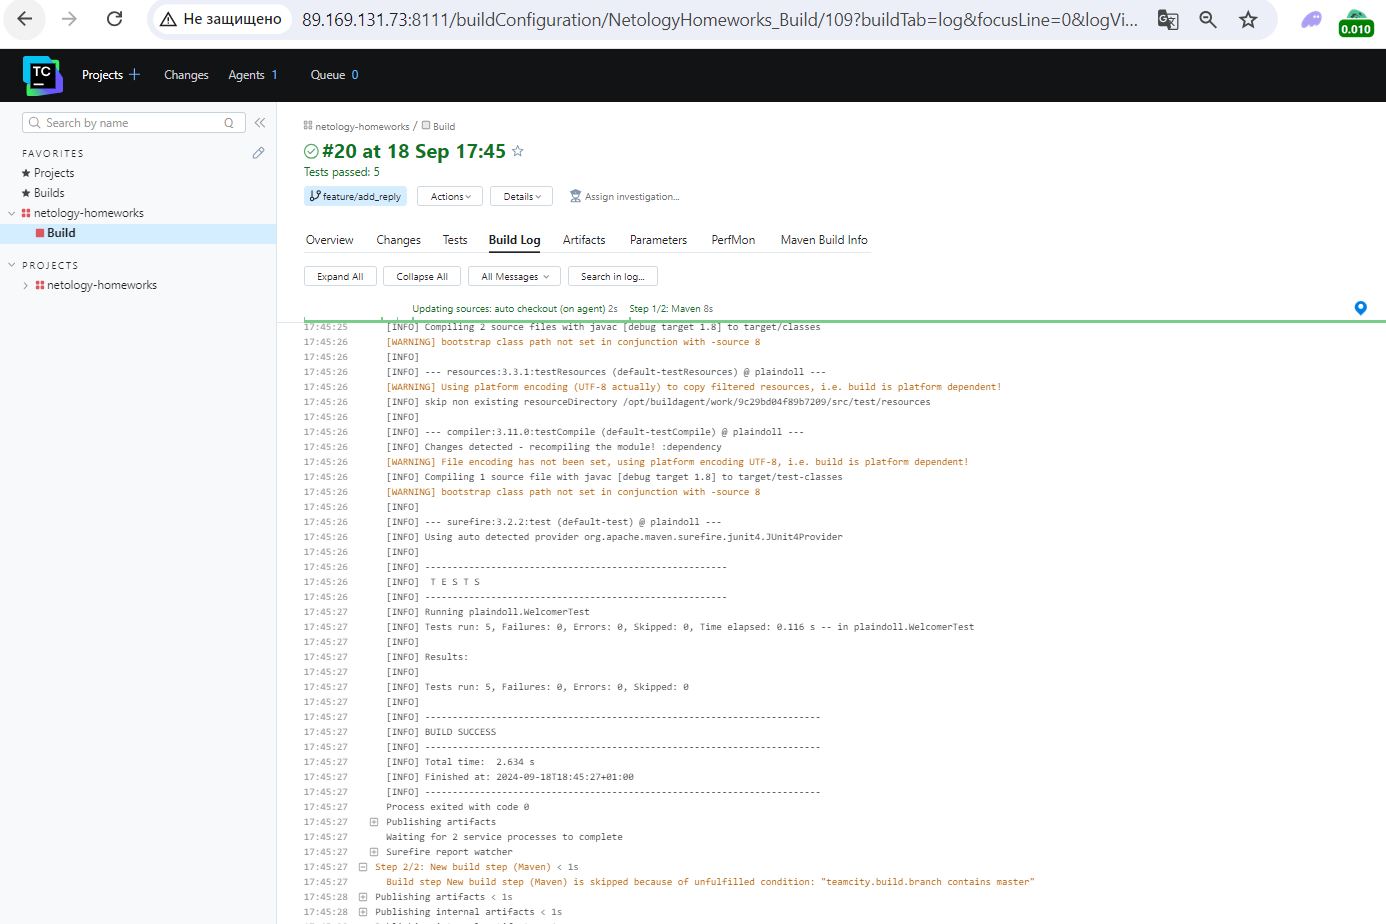 Не защищено
89.169.131.73:8111/buildConfiguration/NetologyHomeworks_Build/109?buildTab=log&focusLine=0&logVi...
0.010
TC
Projects
Changes
Agents 1
Queue 0
Search by name
Q
FAVORITES
Projects
Builds
netology-homeworks
Build
PROJECTS
netology-homeworks
netology-homeworks / Build
#20 at 18 Sep 17:45
Tests passed: 5
feature/add_reply
Actions
Details
Assign investigation...
Overview
Changes
Tests
Build Log
Artifacts
Parameters
PerfMon
Maven Build Info
Expand All
Collapse All
All Messages
Search in log...
Updating sources: auto checkout (on agent) 2s
Step 1/2: Maven 8s
17:45:25 [INFO] Compiling 2 source files with javac [debug target 1.8] to target/classes
17:45:26 [WARNING] bootstrap class path not set in conjunction with -source 8
17:45:26 [INFO]
17:45:26 [INFO] --- resources:3.3.1:testResources (default-testResources) @ plaindoll ---
17:45:26 [WARNING] Using platform encoding (UTF-8 actually) to copy filtered resources, i.e. build is platform dependent!
17:45:26 [INFO] skip non existing resourceDirectory /opt/buildagent/work/9c29bd04f89b7209/src/test/resources
17:45:26 [INFO]
17:45:26 [INFO] --- compiler:3.11.0:testCompile (default-testCompile) @ plaindoll ---
17:45:26 [INFO] Changes detected - recompiling the module! :dependency
17:45:26 [WARNING] File encoding has not been set, using platform encoding UTF-8, i.e. build is platform dependent!
17:45:26 [INFO] Compiling 1 source file with javac [debug target 1.8] to target/test-classes
17:45:26 [WARNING] bootstrap class path not set in conjunction with -source 8
17:45:26 [INFO]
17:45:26 [INFO] --- surefire:3.2.2:test (default-test) @ plaindoll ---
17:45:26 [INFO] Using auto detected provider org.apache.maven.surefire.junit4.JUnit4Provider
17:45:26 [INFO]
17:45:26 [INFO] -------------------------------------------------------
17:45:26 [INFO]  T E S T S
17:45:26 [INFO] -------------------------------------------------------
17:45:27 [INFO] Running plaindoll.WelcomerTest
17:45:27 [INFO] Tests run: 5, Failures: 0, Errors: 0, Skipped: 0, Time elapsed: 0.116 s -- in plaindoll.WelcomerTest
17:45:27 [INFO]
17:45:27 [INFO] Results:
17:45:27 [INFO]
17:45:27 [INFO] Tests run: 5, Failures: 0, Errors: 0, Skipped: 0
17:45:27 [INFO]
17:45:27 [INFO] ------------------------------------------------------------------------
17:45:27 [INFO] BUILD SUCCESS
17:45:27 [INFO] ------------------------------------------------------------------------
17:45:27 [INFO] Total time:  2.634 s
17:45:27 [INFO] Finished at: 2024-09-18T18:45:27+01:00
17:45:27 [INFO] ------------------------------------------------------------------------
17:45:27 Process exited with code 0
17:45:27 Publishing artifacts
17:45:27 Waiting for 2 service processes to complete
17:45:27 Surefire report watcher
17:45:27 Step 2/2: New build step (Maven) < 1s
17:45:27 Build step New build step (Maven) is skipped because of unfulfilled condition: "teamcity.build.branch contains master"
17:45:28 Publishing artifacts < 1s
17:45:28 Publishing internal artifacts < 1s